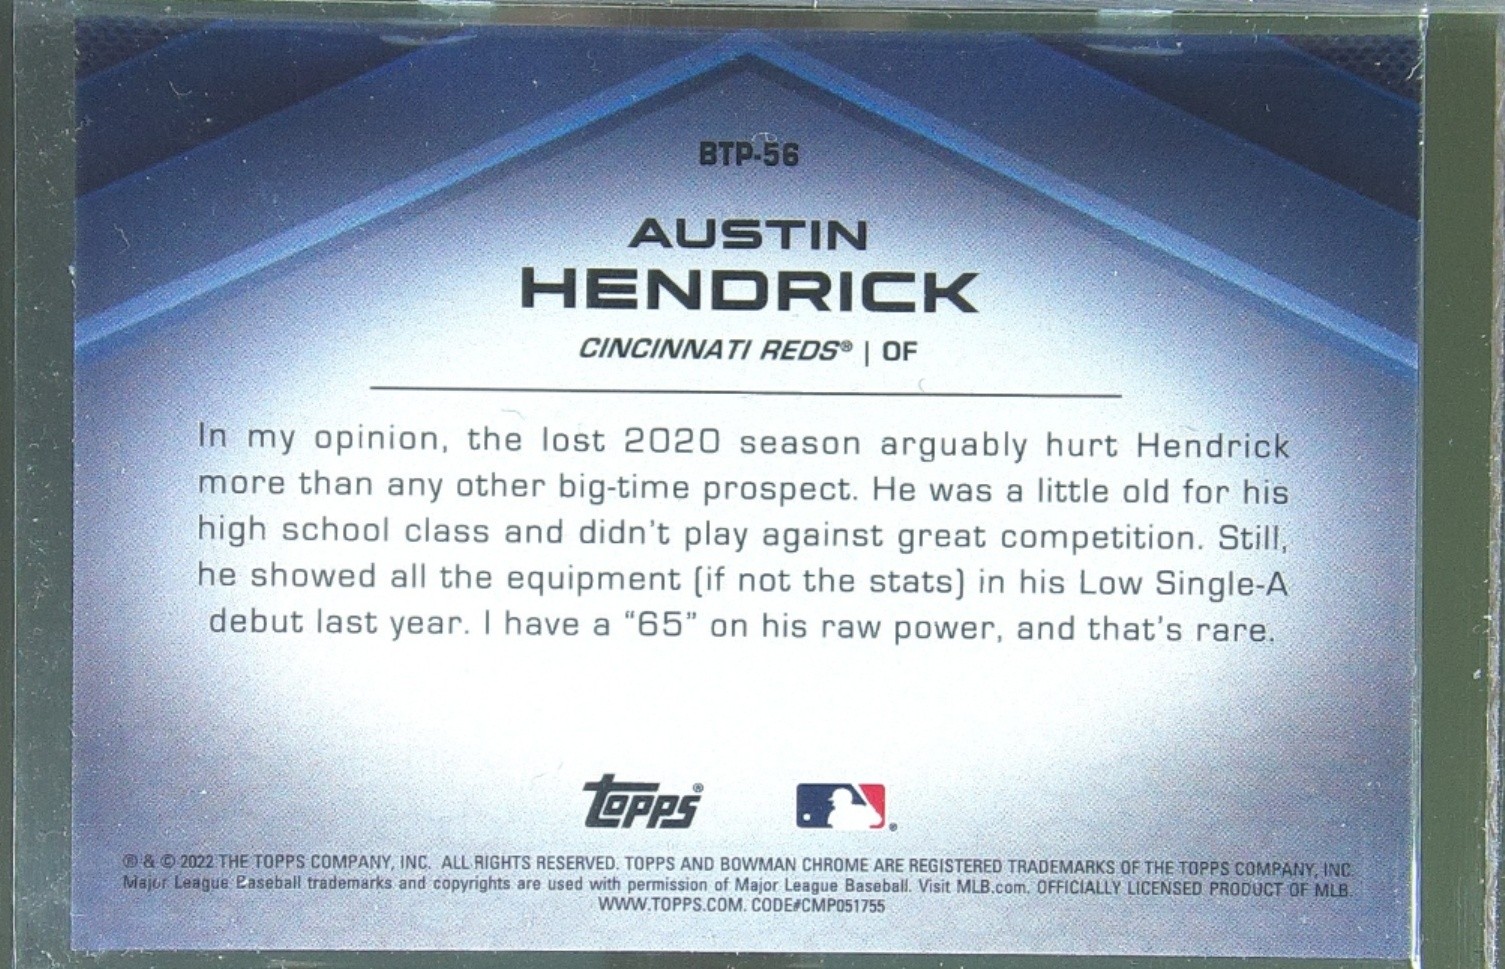 BTP-56
AUSTIN
HENDRICK
CINCINNATI REDS® | OF
In my opinion, the lost 2020 season arguably hurt Hendrick
more than any other big-time prospect. He was a little old for his
high school class and didn't play against great competition. Still,
he showed all the equipment (if not the stats) in his Low Single-A
debut last year. I have a “65” on his raw power, and that's rare.
topps®
® & © 2022 THE TOPPS COMPANY, INC. ALL RIGHTS RESERVED. TOPPS AND BOWMAN CHROME ARE REGISTERED TRADEMARKS OF THE TOPPS COMPANY, INC.
Major League Baseball trademarks and copyrights are used with permission of Major League Baseball. Visit MLB.com. OFFICIALLY LICENSED PRODUCT OF MLB.
WWW.TOPPS.COM. CODE#CMP051755